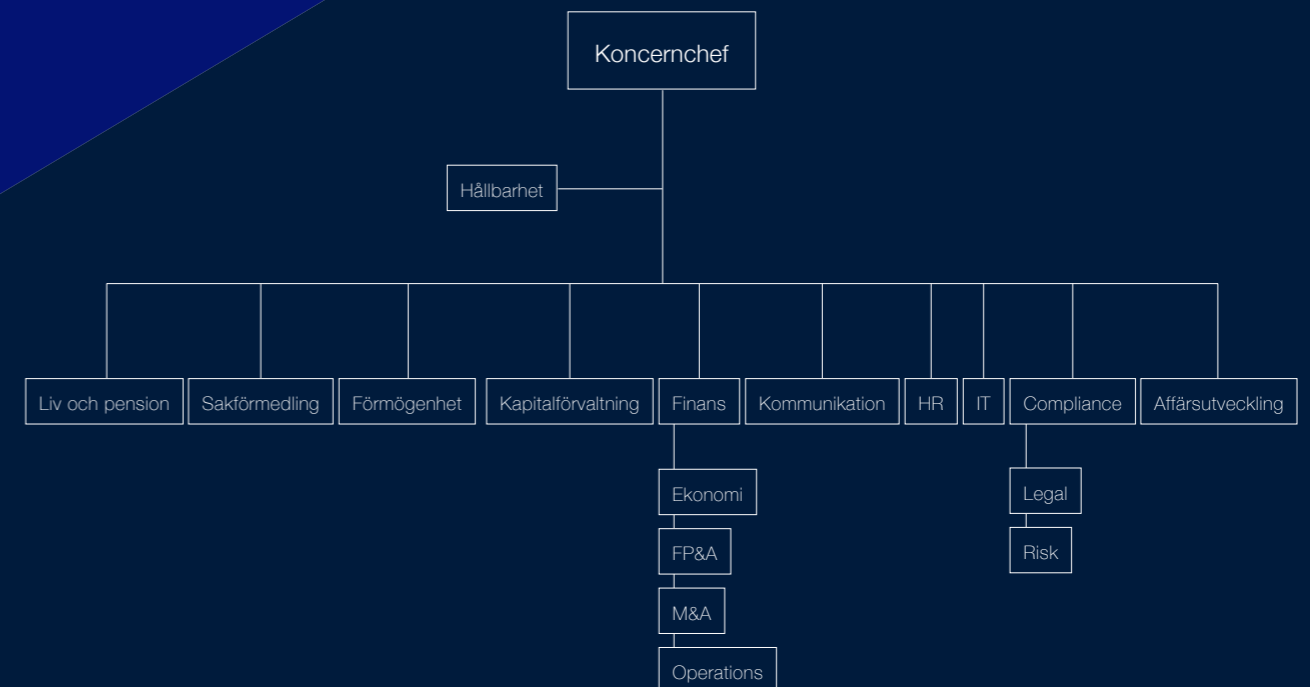 Koncernchef
Hållbarhet
Liv och pension
Sakförmedling
Förmögenhet
Kapitalförvaltning
Finans
Kommunikation
HR
IT
Compliance
Affärsutveckling
Ekonomi
FP&A
M&A
Operations
Legal
Risk